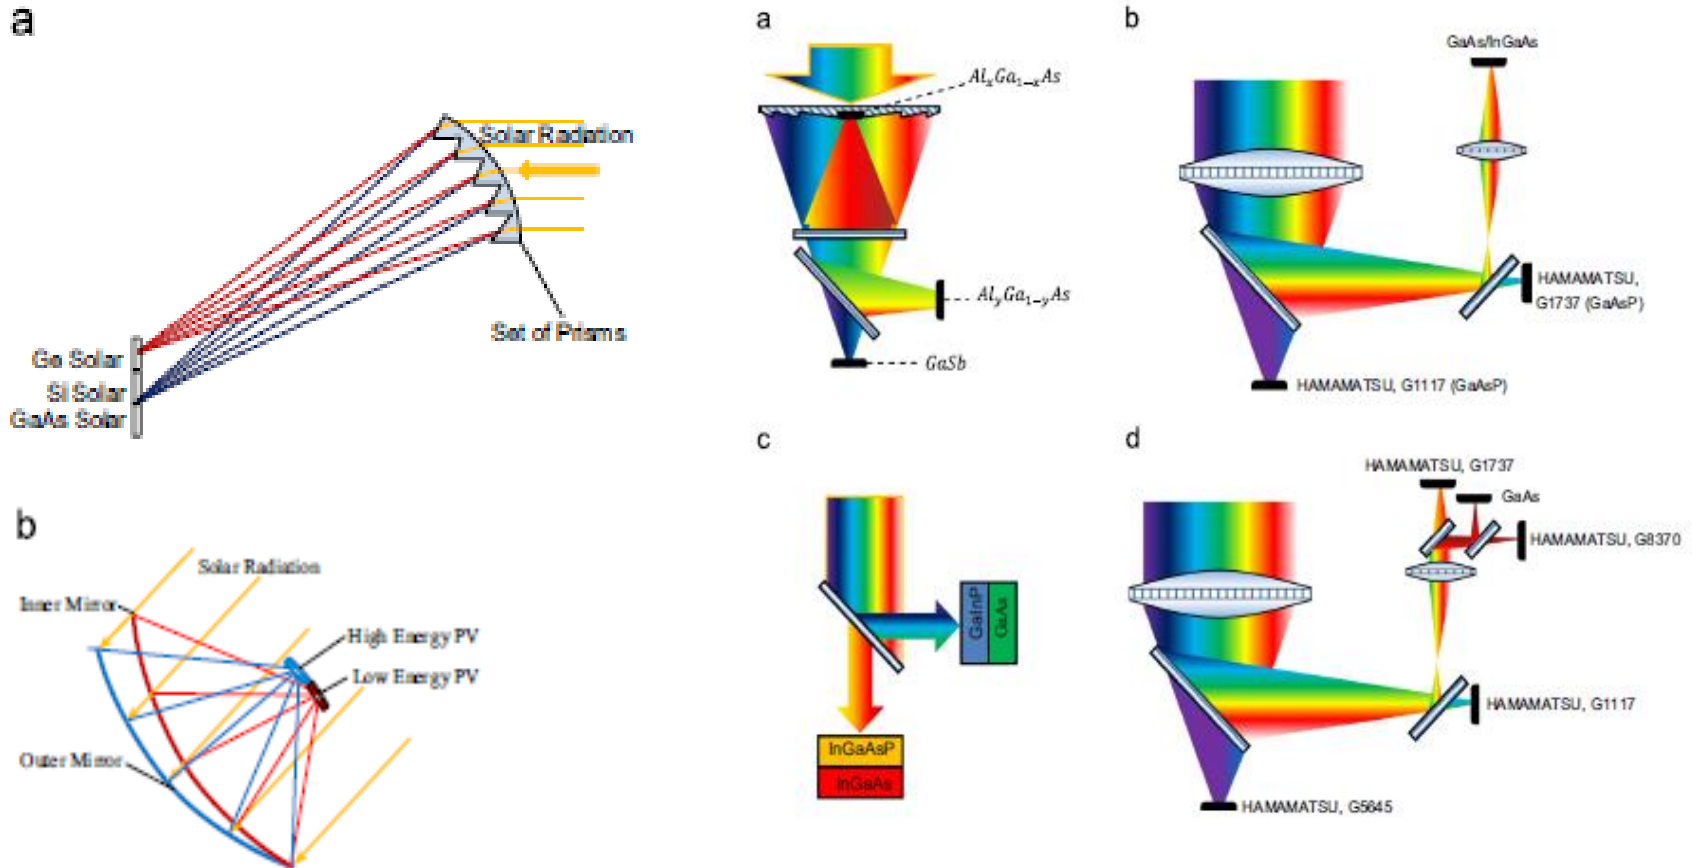 a
Solar Radiation
Set of Prisms
Ge Solar
Si Solar
GaAs Solar
b
Solar Radiation
Inner Mirror
High Energy PV
Low Energy PV
Outer Mirror
a
AlxGa1−xAs
AlyGa1−yAs
GaSb
b
GaAs/InGaAs
HAMAMATSU,
G1737 (GaAsP)
HAMAMATSU, G1117 (GaAsP)
c
GaInP
GaAs
InGaAsP
InGaAs
d
HAMAMATSU, G1737
GaAs
HAMAMATSU, G8370
HAMAMATSU, G1117
HAMAMATSU, G5645